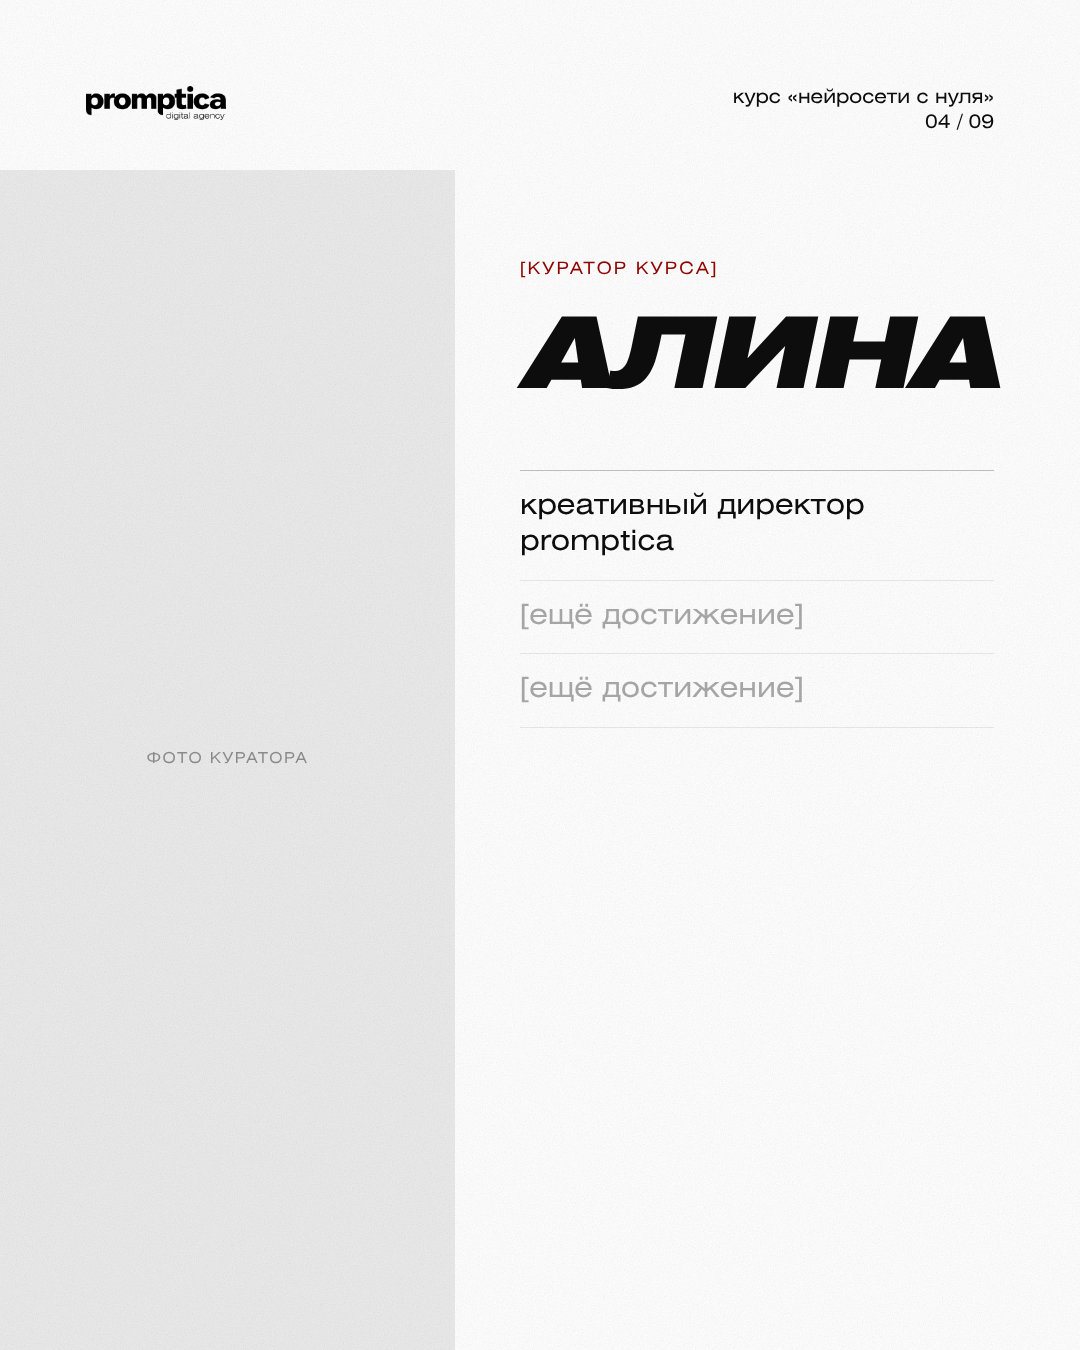 promptica
digital agency
курс «нейросети с нуля»
04 / 09
[КУРАТОР КУРСА]
АЛИНА
креативный директор
promptica
[ещё достижение]
[ещё достижение]
ФОТО КУРАТОРА